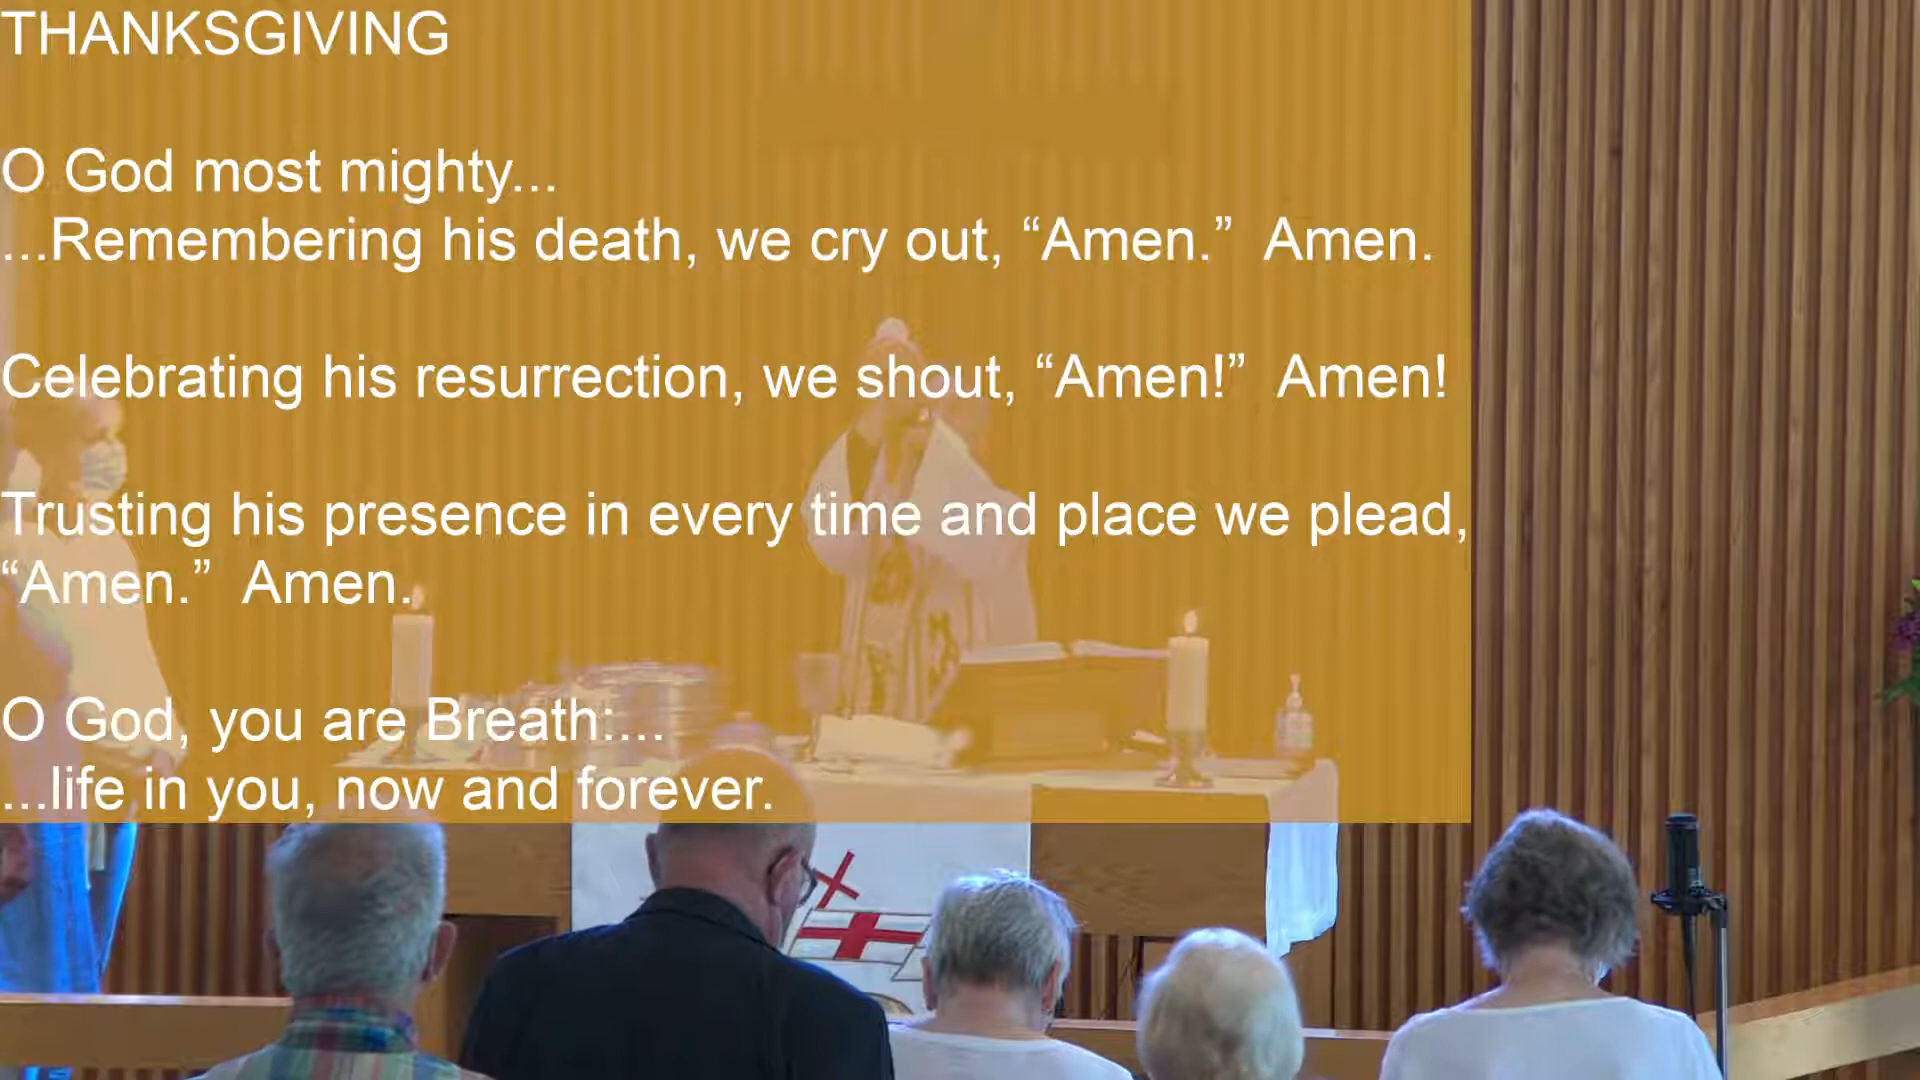 THANKSGIVING
O God most mighty...
...Remembering his death, we cry out, “Amen.”  Amen.
Celebrating his resurrection, we shout, “Amen!”  Amen!
Trusting his presence in every time and place we plead,
“Amen.”  Amen.
O God, you are Breath:...
...life in you, now and forever.